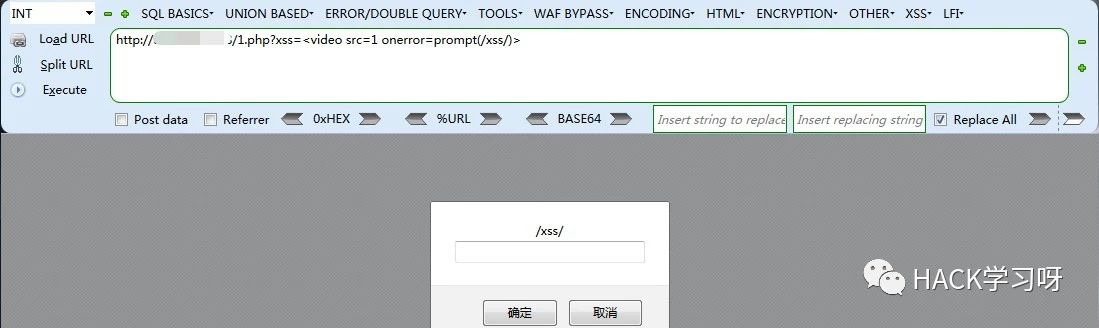 INT SQL BASICS UNION BASED ERROR/DOUBLE QUERY TOOLS WAF BYPASS ENCODING HTML ENCRYPTION OTHER XSS LFI
Load URL
http:// /1.php?xss=<video src=1 onerror=prompt(/xss/)>
Split URL
Execute
Post data Referrer 0xHEX %URL BASE64 Insert string to replace Insert replacing string Replace All
/xss/
HACK学习呀
确定 取消